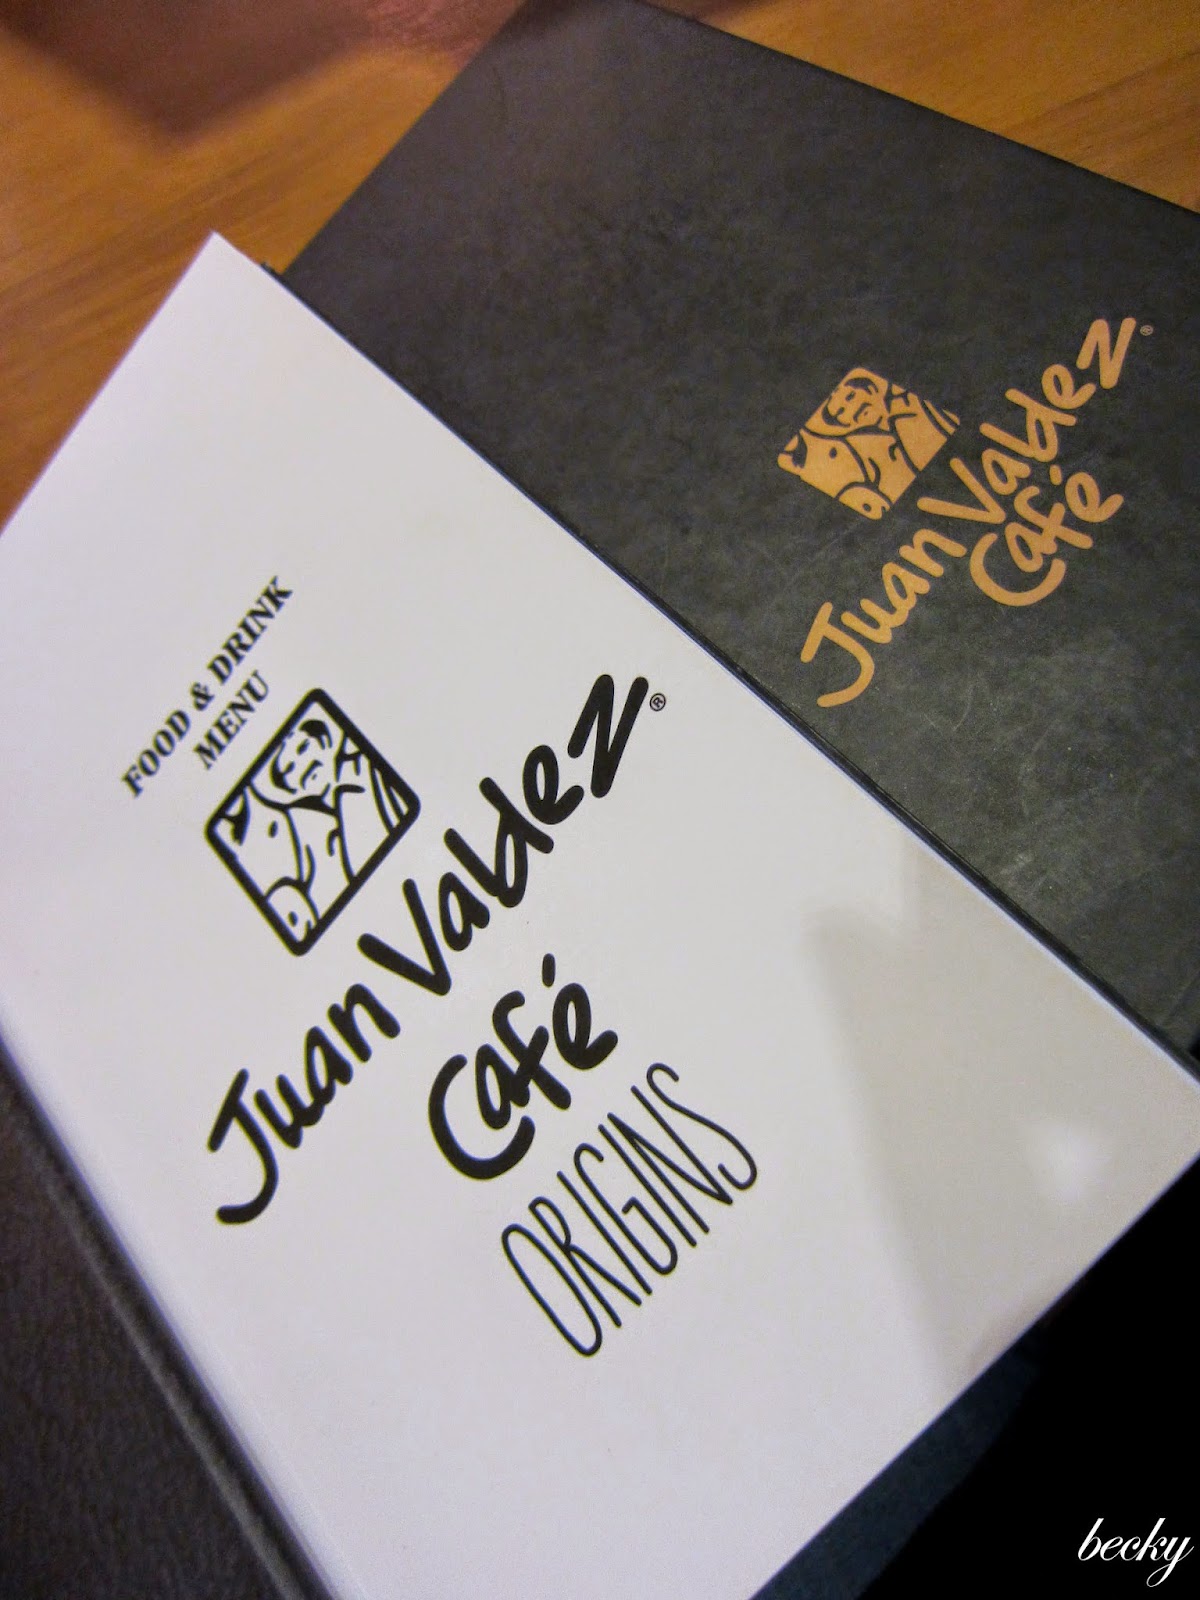 FOOD & DRINK
MENU
Juan Valdez®
Café
ORIGINS
Juan Valdez®
Café
becky